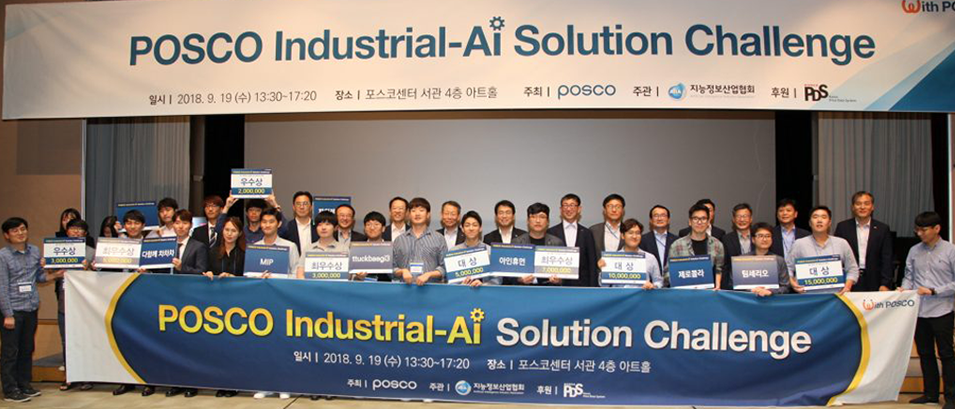 With POSCO
POSCO Industrial-Ai Solution Challenge
일시 | 2018. 9. 19 (수) 13:30~17:20 장소 | 포스코센터 서관 4층 아트홀 주최 | posco 주관 | AIIA 지능정보산업협회 후원 | PDS
우수상
2,000,000
우수상
1,000,000
최우수상
다함께 차차차
MIP
최우수상
3,000,000
ttuckbaegi3
대상
5,000,000
아인휴먼
최우수상
7,000,000
대상
10,000,000
제로콜라
팀세리오
대상
15,000,000
With POSCO
POSCO Industrial-Ai Solution Challenge
일시 | 2018. 9. 19 (수) 13:30~17:20 장소 | 포스코센터 서관 4층 아트홀
주최 | posco 주관 | AIIA 지능정보산업협회 후원 | PDS